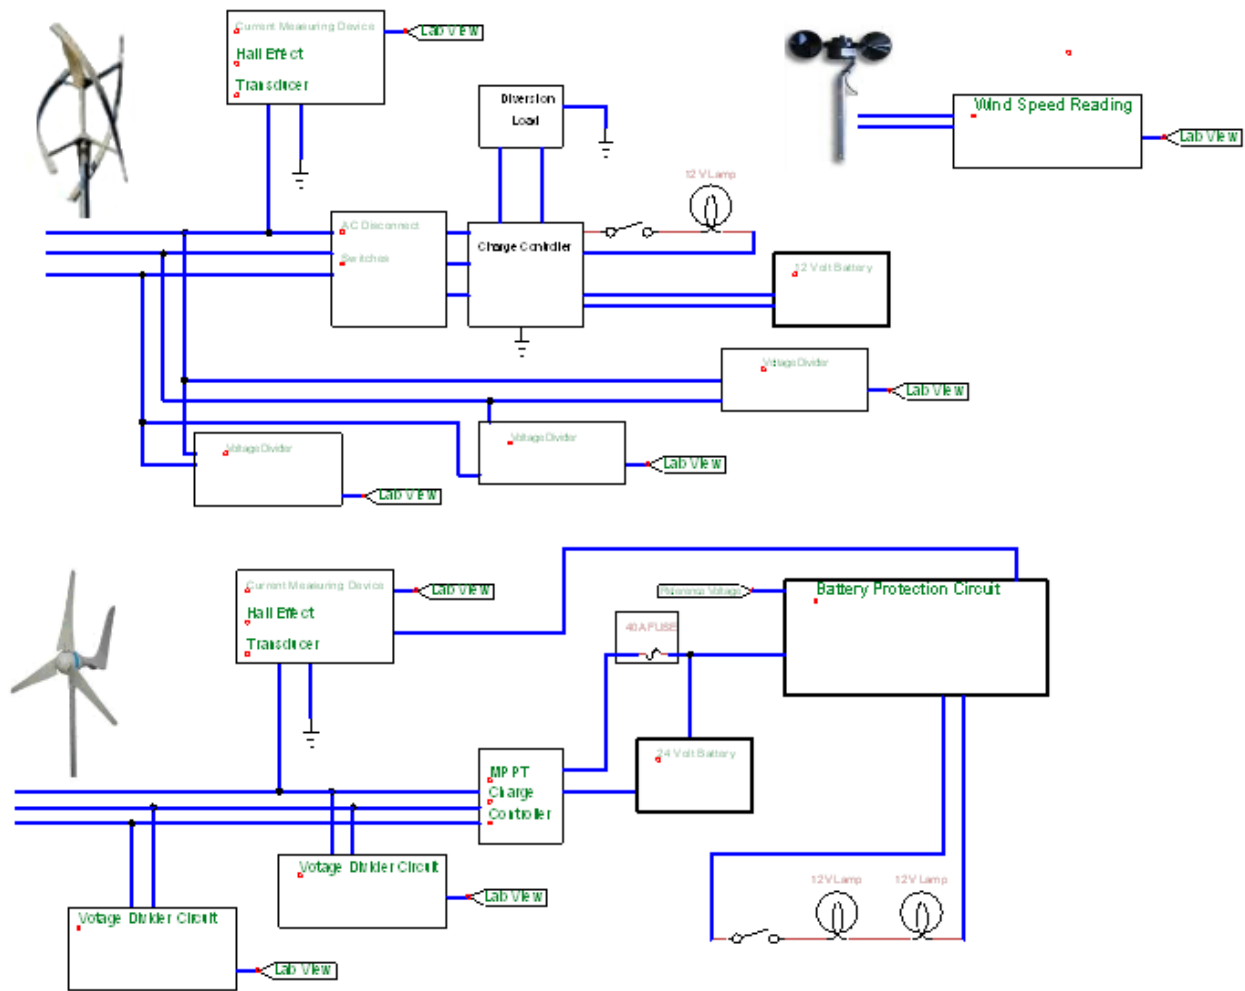 Current Measuring Device
Hall Effect
Transducer
Lab View
Diversion
Load
Wind Speed Reading
Lab View
12 V Lamp
AC Disconnect
Switches
Charge Controller
12 Volt Battery
Voltage Divider
Lab View
Voltage Divider
Lab View
Voltage Divider
Lab View
Current Measuring Device
Hall Effect
Transducer
Lab View
Reference Voltage
Battery Protection Circuit
40A FUSE
24 Volt Battery
MPPT
Charge
Controller
Votage Divider Circuit
Lab View
12V Lamp
12V Lamp
Votage Divider Circuit
Lab View